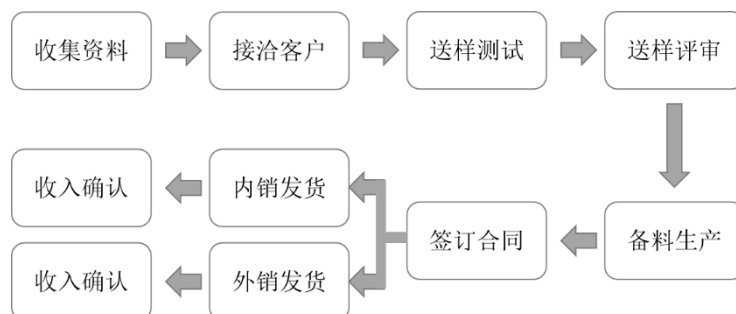 收集资料
接洽客户
送样测试
送样评审
备料生产
签订合同
内销发货
收入确认
外销发货
收入确认